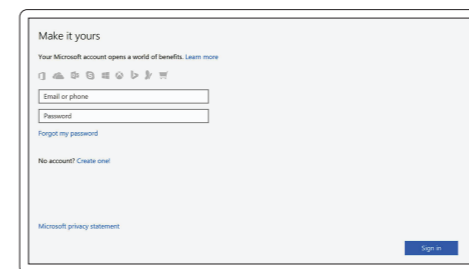 Make it yours
Your Microsoft account opens a world of benefits. Learn more
Email or phone
Password
Forgot my password
No account? Create one!
Microsoft privacy statement
Sign in